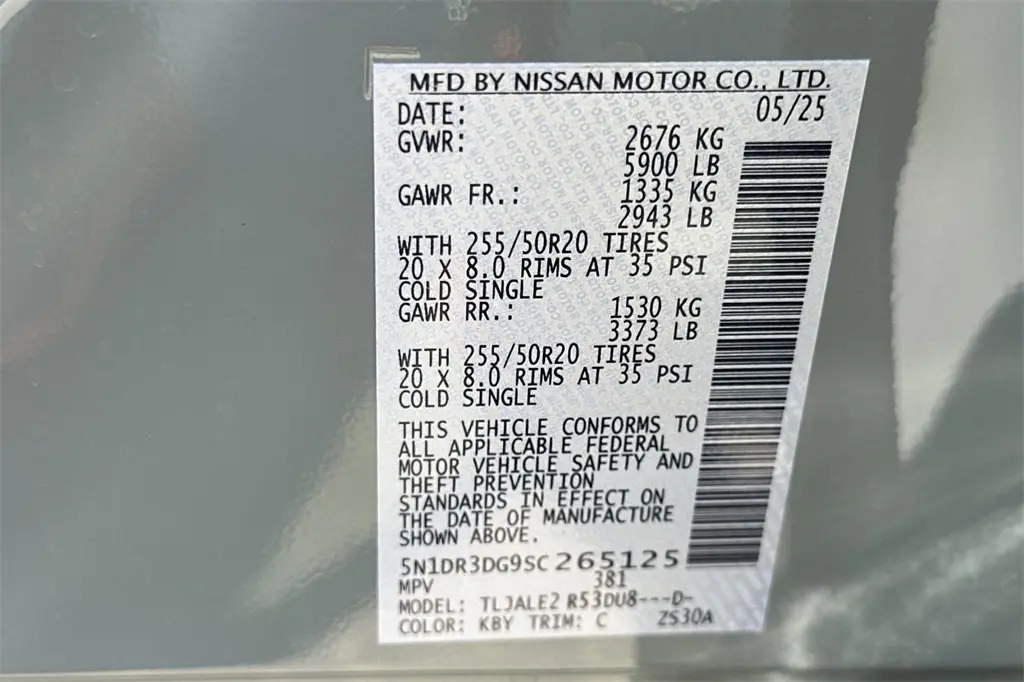 MFD BY NISSAN MOTOR CO., LTD.
DATE: 05/25
GVWR: 2676 KG
5900 LB
GAWR FR.: 1335 KG
2943 LB
WITH 255/50R20 TIRES
20 X 8.0 RIMS AT 35 PSI
COLD SINGLE
GAWR RR.: 1530 KG
3373 LB
WITH 255/50R20 TIRES
20 X 8.0 RIMS AT 35 PSI
COLD SINGLE
THIS VEHICLE CONFORMS TO
ALL APPLICABLE FEDERAL
MOTOR VEHICLE SAFETY AND
THEFT PREVENTION
STANDARDS IN EFFECT ON
THE DATE OF MANUFACTURE
SHOWN ABOVE.
5N1DR3DG9SC265125
MPV 381
MODEL: TLJALE2 R53DU8---D-
COLOR: KBY TRIM: C ZS30A